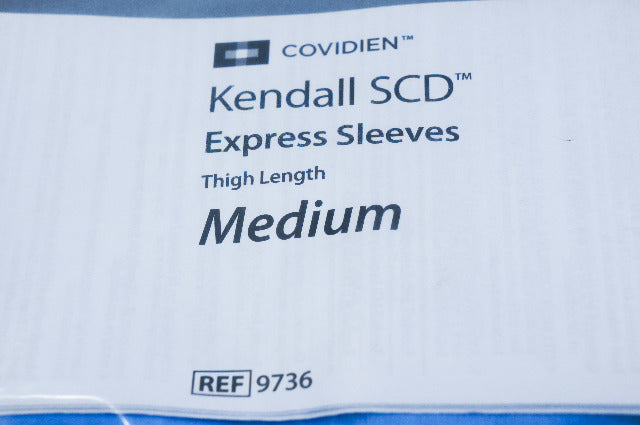 COVIDIEN™
Kendall SCD™
Express Sleeves
Thigh Length
Medium
REF 9736